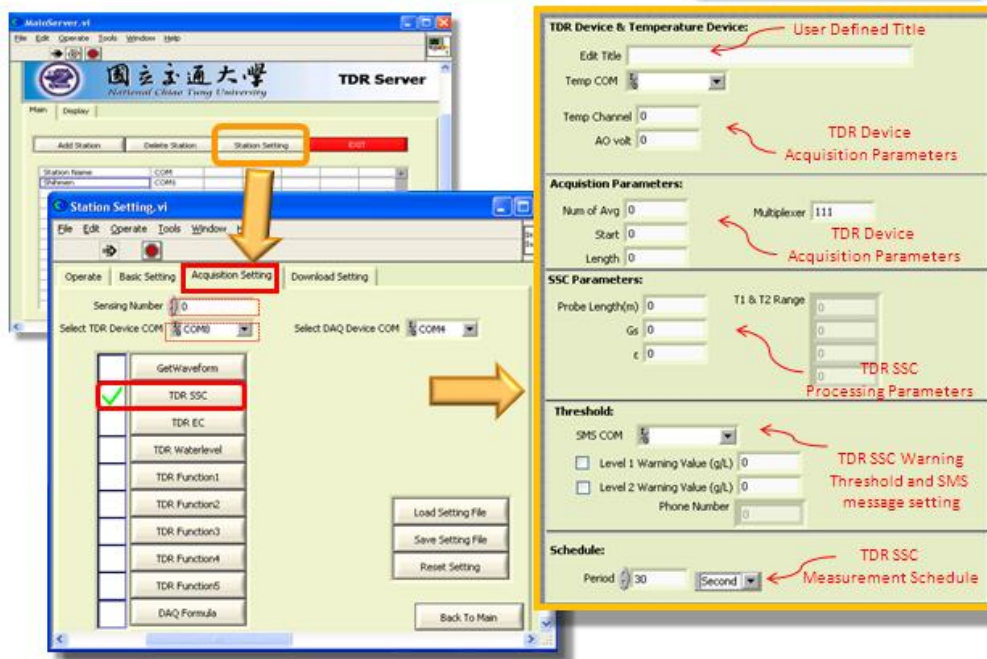 MainServer.vi
File Edit Operate Tools Window Help
國立交通大學
National Chiao Tung University
TDR Server
Main Display
Add Station Delete Station Station Setting EXIT
Station Name COM
Shihmen COM1
Station Setting.vi
File Edit Operate Tools Window
Operate Basic Setting Acquisition Setting Download Setting
Sensing Number 0
Select TDR Device COM COM8 Select DAQ Device COM COM4
GetWaveform
TDR SSC
TDR EC
TDR Waterlevel
TDR Function1
TDR Function2
TDR Function3
TDR Function4
TDR Function5
DAQ Formula
Load Setting File
Save Setting File
Reset Setting
Back To Main
TDR Device & Temperature Device:
User Defined Title
Edit Title
Temp COM
Temp Channel 0
AO volt 0
TDR Device
Acquisition Parameters
Acquistion Parameters:
Num of Avg 0 Multiplexer 111
Start 0
Length 0
TDR Device
Acquisition Parameters
SSC Parameters:
Probe Length(m) 0 T1 & T2 Range 0
Gs 0 0
ε 0 0
0
TDR SSC
Processing Parameters
Threshold:
SMS COM
Level 1 Warning Value (g/L) 0
Level 2 Warning Value (g/L) 0
Phone Number 0
TDR SSC Warning
Threshold and SMS
message setting
Schedule:
Period 30 Second
TDR SSC
Measurement Schedule